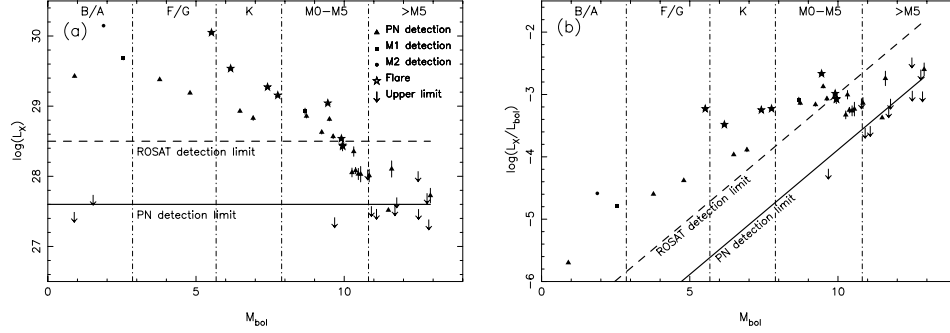 B/A F/G K M0−M5 >M5
(a)
PN detection
M1 detection
M2 detection
Flare
Upper limit
ROSAT detection limit
PN detection limit
log(L_X)
30
29
28
27
0 5 10
M_bol
B/A F/G K M0−M5 >M5
(b)
ROSAT detection limit
PN detection limit
log(L_X/L_bol)
−2
−3
−4
−5
−6
0 5 10
M_bol